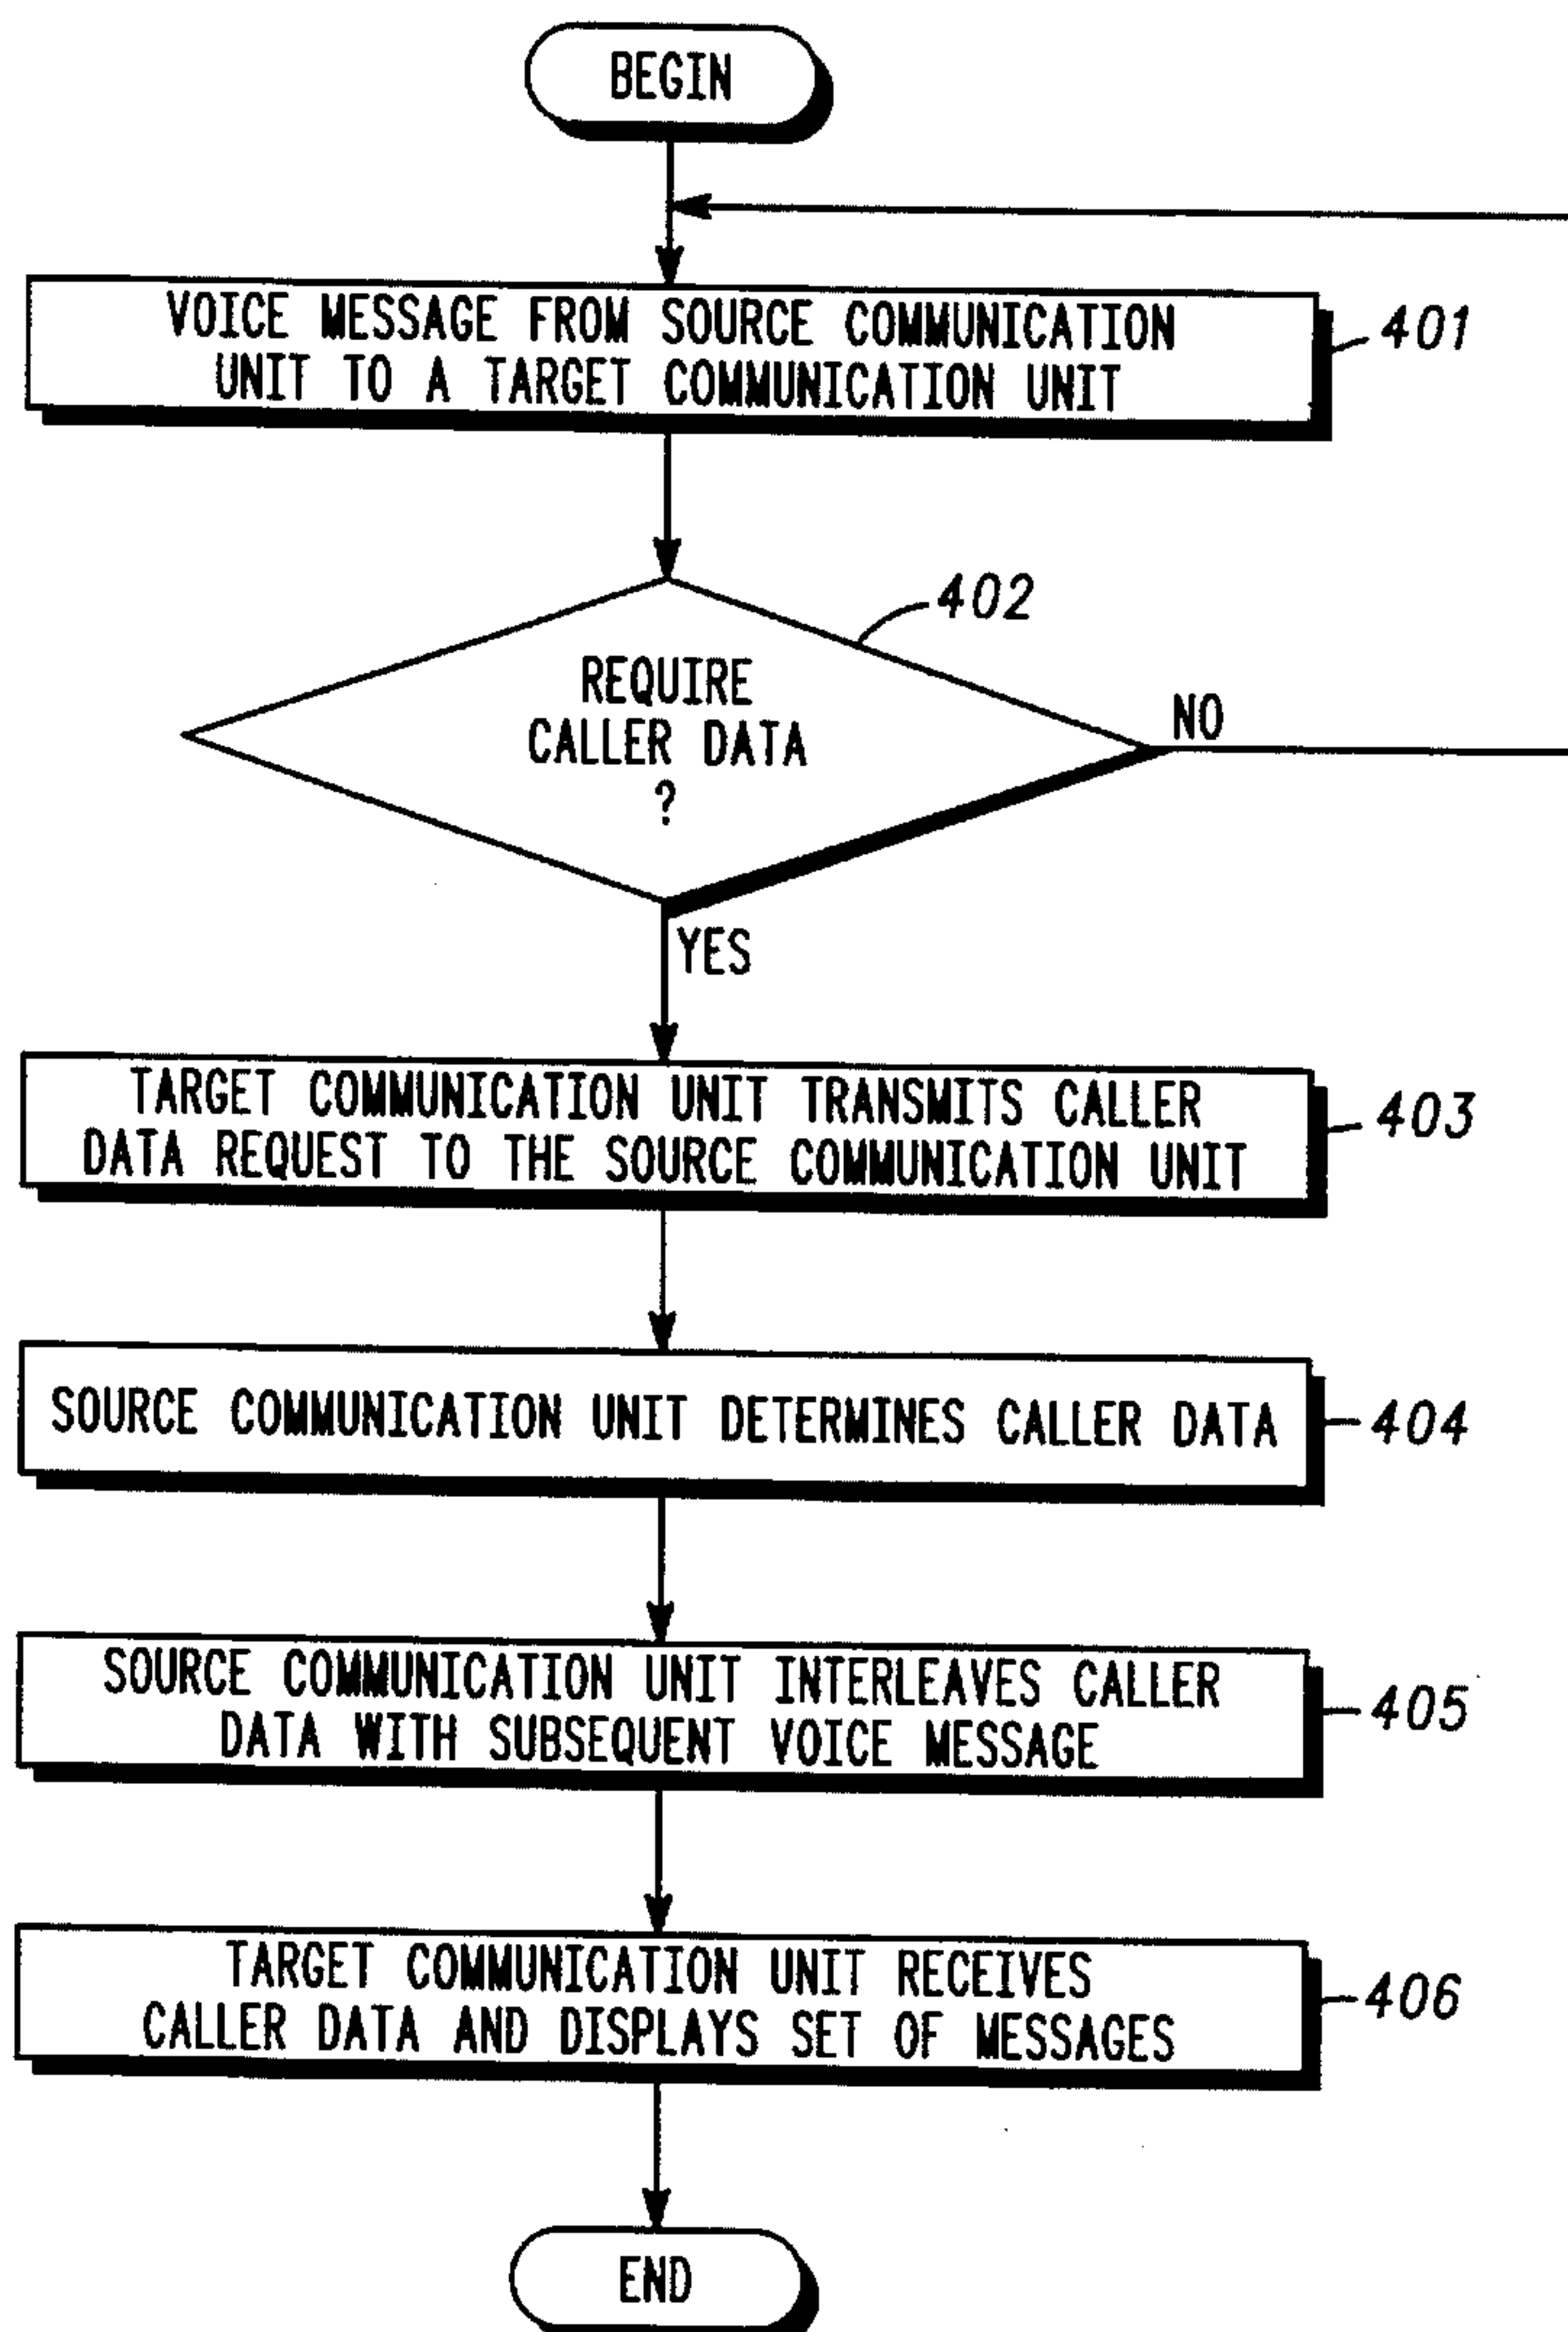 BEGIN
VOICE MESSAGE FROM SOURCE COMMUNICATION
UNIT TO A TARGET COMMUNICATION UNIT
401
402
REQUIRE
CALLER DATA
?
NO
YES
TARGET COMMUNICATION UNIT TRANSMITS CALLER
DATA REQUEST TO THE SOURCE COMMUNICATION UNIT
403
SOURCE COMMUNICATION UNIT DETERMINES CALLER DATA
404
SOURCE COMMUNICATION UNIT INTERLEAVES CALLER
DATA WITH SUBSEQUENT VOICE MESSAGE
405
TARGET COMMUNICATION UNIT RECEIVES
CALLER DATA AND DISPLAYS SET OF MESSAGES
406
END